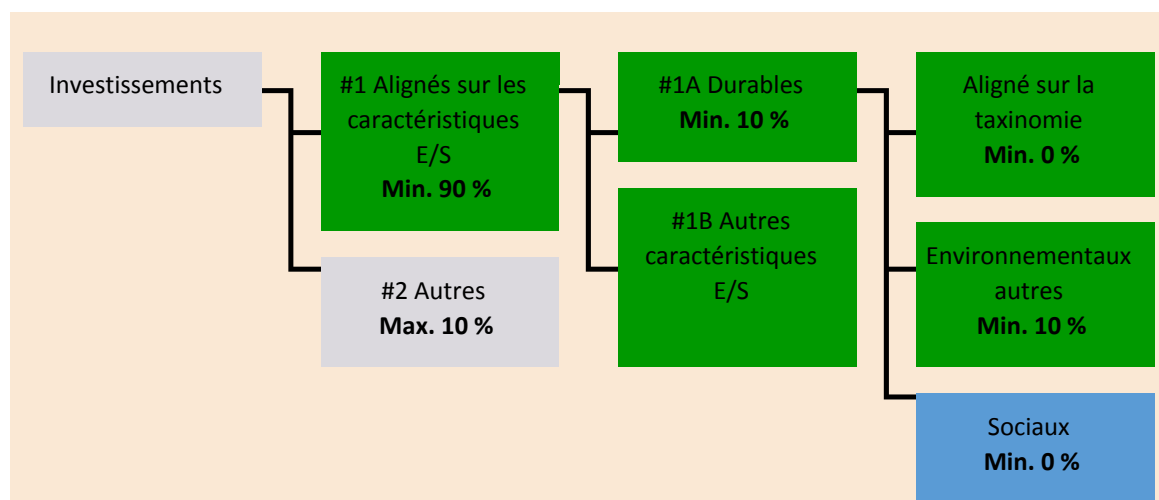 Investissements
#1 Alignés sur les
caractéristiques
E/S
Min. 90 %
#2 Autres
Max. 10 %
#1A Durables
Min. 10 %
#1B Autres
caractéristiques
E/S
Aligné sur la
taxinomie
Min. 0 %
Environnementaux
autres
Min. 10 %
Sociaux
Min. 0 %